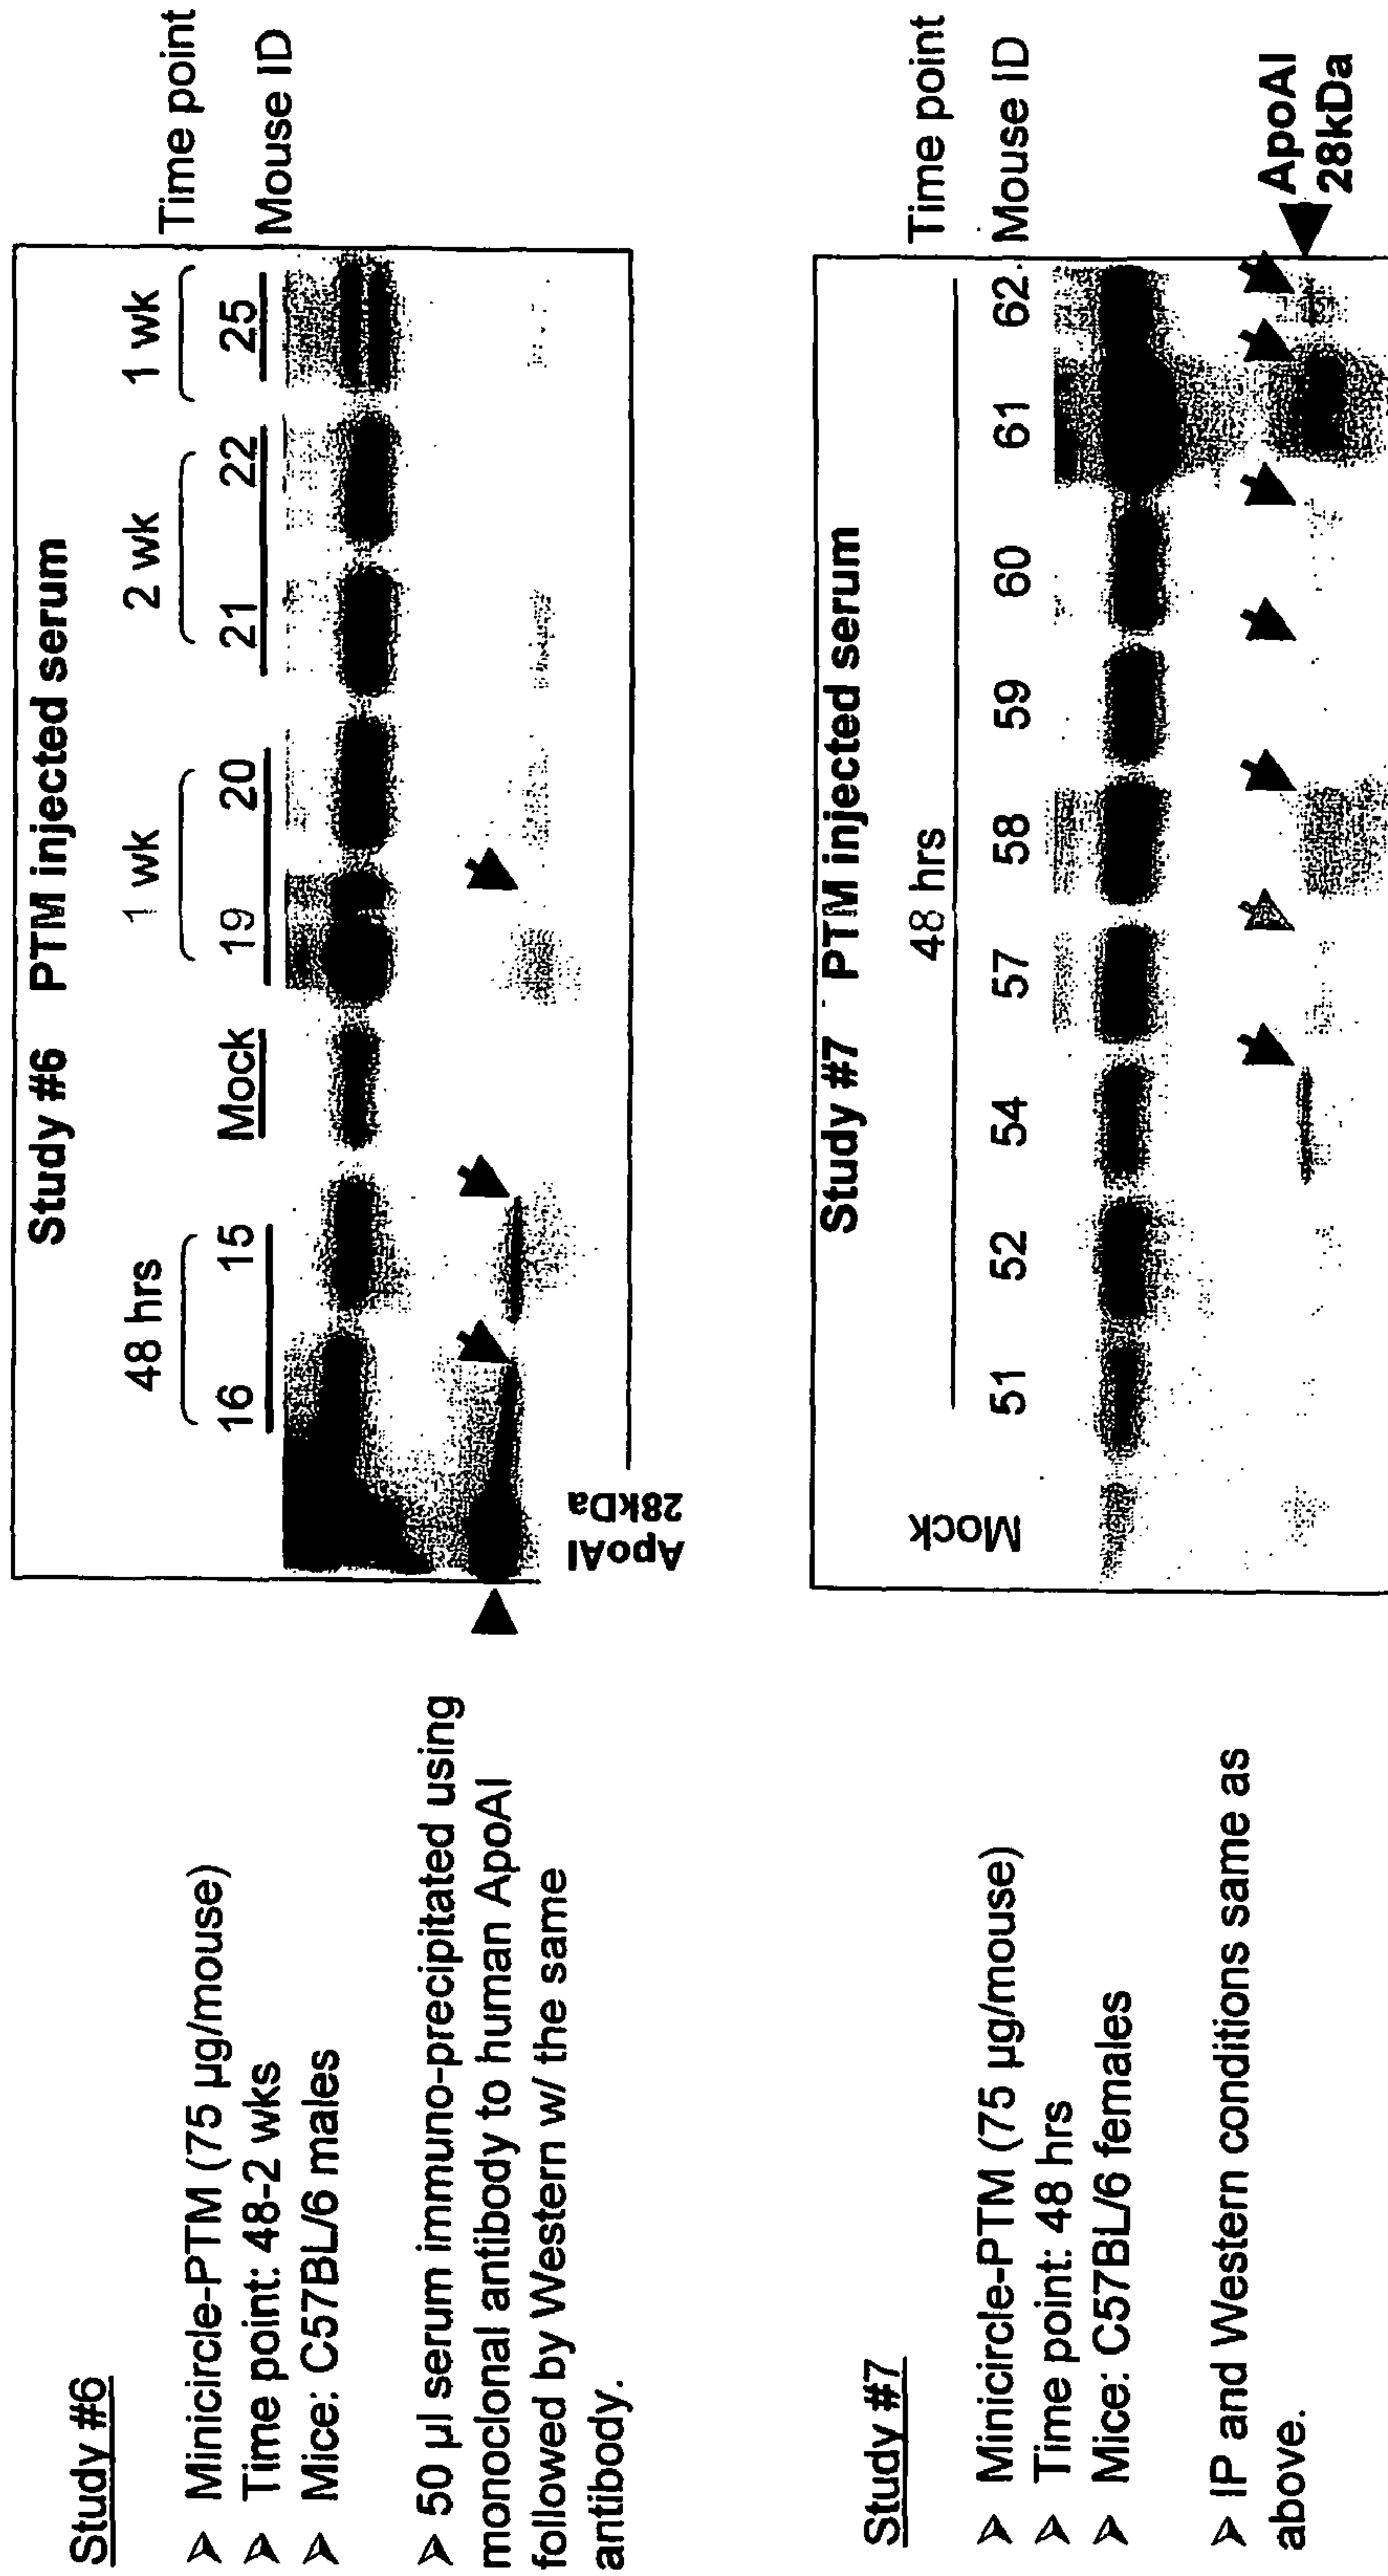 Study #6
➢ Minicircle-PTM (75 µg/mouse)
➢ Time point: 48-2 wks
➢ Mice: C57BL/6 males
➢ 50 µl serum immuno-precipitated using
monoclonal antibody to human ApoAI
followed by Western w/ the same
antibody.
Study #6 PTM injected serum
48 hrs 1 wk 2 wk 1 wk Time point
16 15 Mock 19 20 21 22 25 Mouse ID
ApoAI
28kDa
Study #7
➢ Minicircle-PTM (75 µg/mouse)
➢ Time point: 48 hrs
➢ Mice: C57BL/6 females
➢ IP and Western conditions same as
above.
Study #7 PTM injected serum
48 hrs Time point
Mock 51 52 54 57 58 59 60 61 62 Mouse ID
ApoAI
28kDa